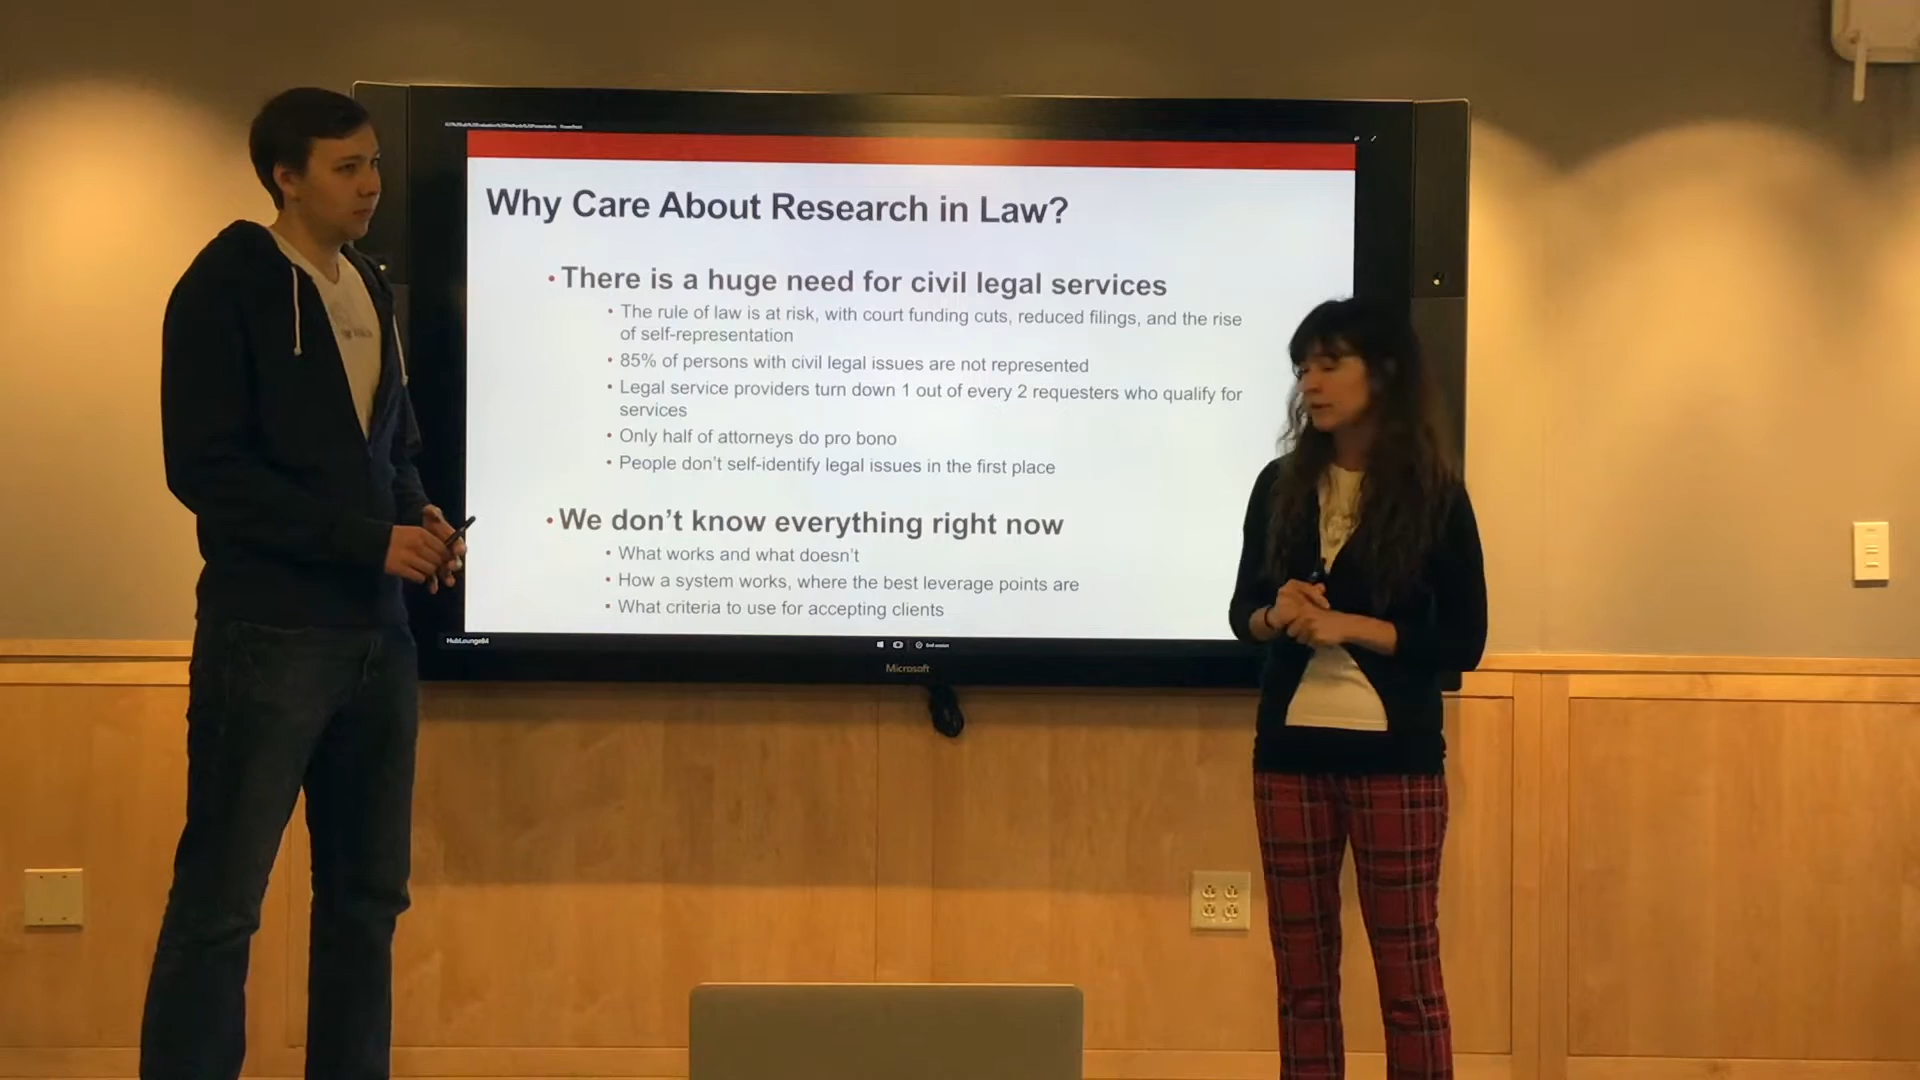 Why Care About Research in Law?
• There is a huge need for civil legal services
• The rule of law is at risk, with court funding cuts, reduced filings, and the rise
of self-representation
• 85% of persons with civil legal issues are not represented
• Legal service providers turn down 1 out of every 2 requesters who qualify for
services
• Only half of attorneys do pro bono
• People don’t self-identify legal issues in the first place
• We don’t know everything right now
• What works and what doesn’t
• How a system works, where the best leverage points are
• What criteria to use for accepting clients
HubLounge84
End session
Microsoft